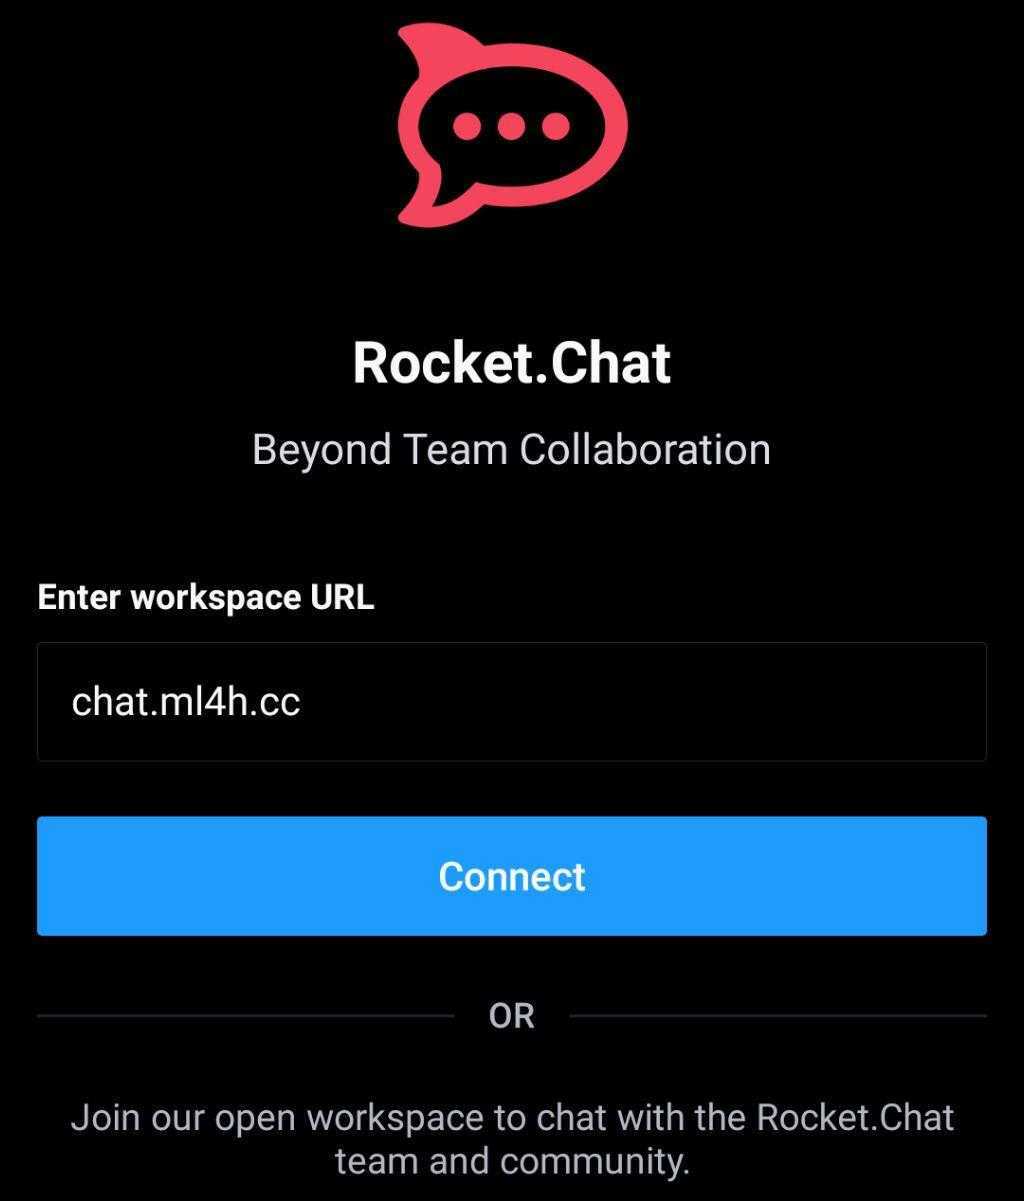 Rocket.Chat
Beyond Team Collaboration
Enter workspace URL
chat.ml4h.cc
Connect
OR
Join our open workspace to chat with the Rocket.Chat
team and community.